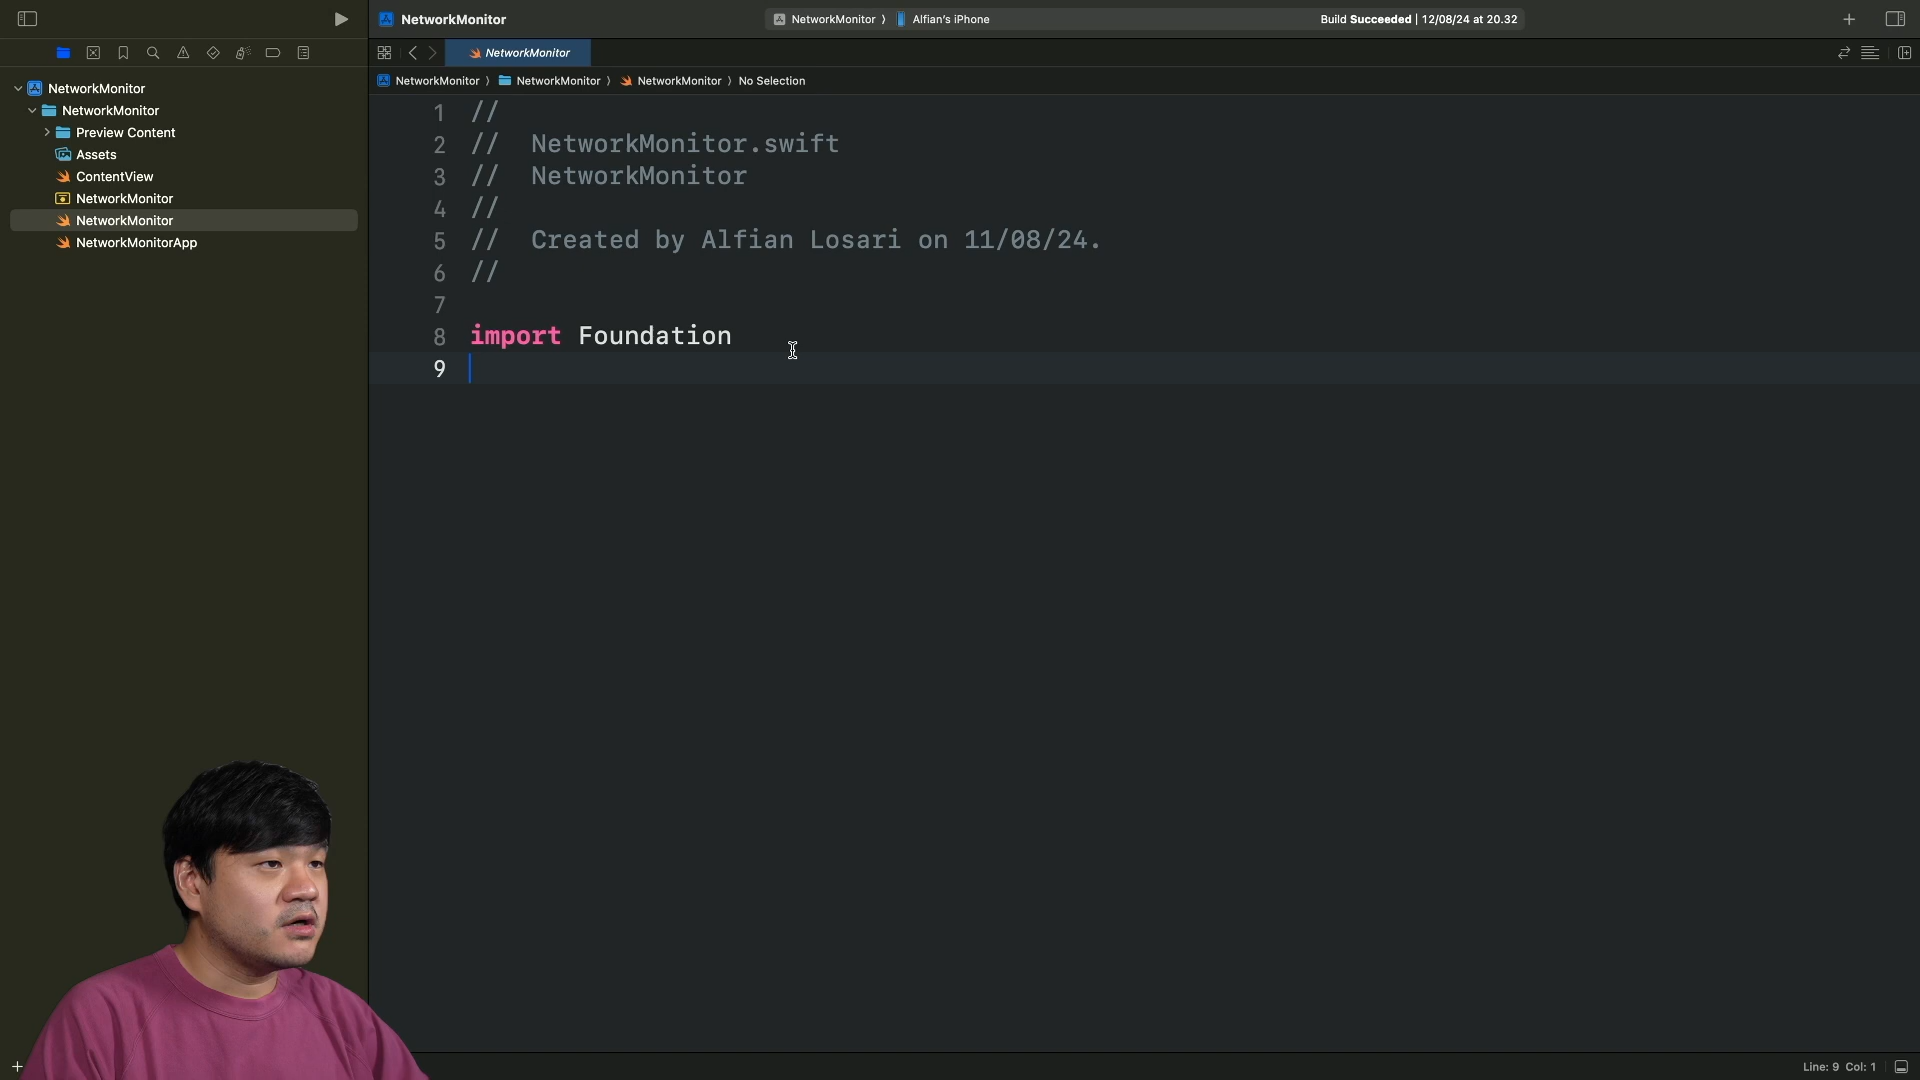 NetworkMonitor
NetworkMonitor 〉 Alfian's iPhone
Build Succeeded | 12/08/24 at 20.32
NetworkMonitor
NetworkMonitor 〉 NetworkMonitor 〉 NetworkMonitor 〉 No Selection
NetworkMonitor
NetworkMonitor
Preview Content
Assets
ContentView
NetworkMonitor
NetworkMonitor
NetworkMonitorApp
1 //
2 //  NetworkMonitor.swift
3 //  NetworkMonitor
4 //
5 //  Created by Alfian Losari on 11/08/24.
6 //
7
8 import Foundation
9
Line: 9 Col: 1